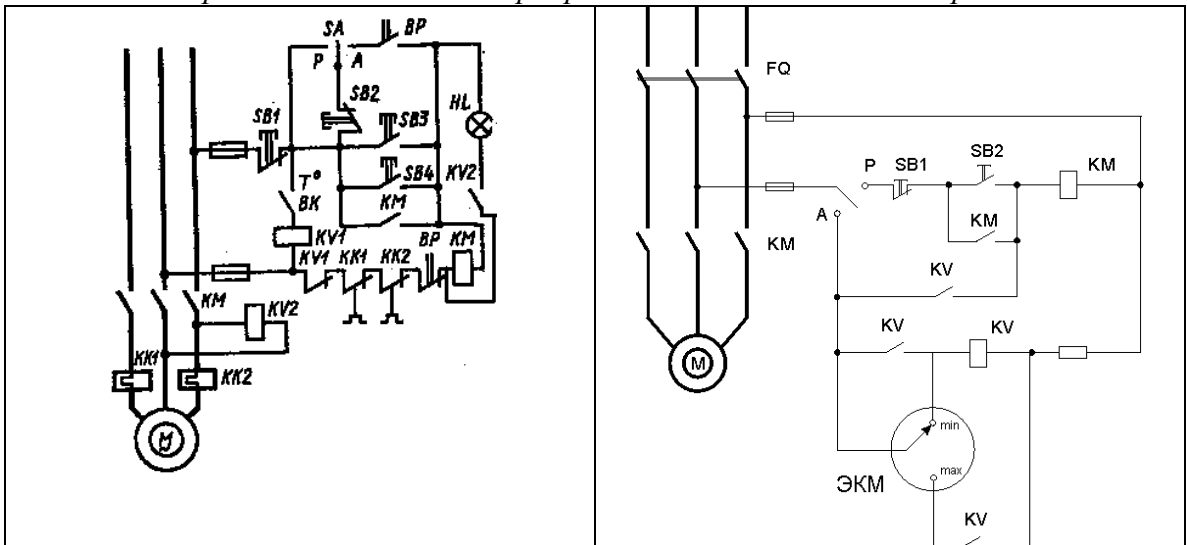 SA
BP
P
A
SB2
HL
SB1
SB3
T°
BK
SB4
KV2
KM
KV1
BP
KM
KV1
KK1
KK2
KM
KV2
KK1
KK2
M
FQ
P
SB1
SB2
KM
A
KM
KM
KV
KV
KV
M
min
max
ЭКМ
KV